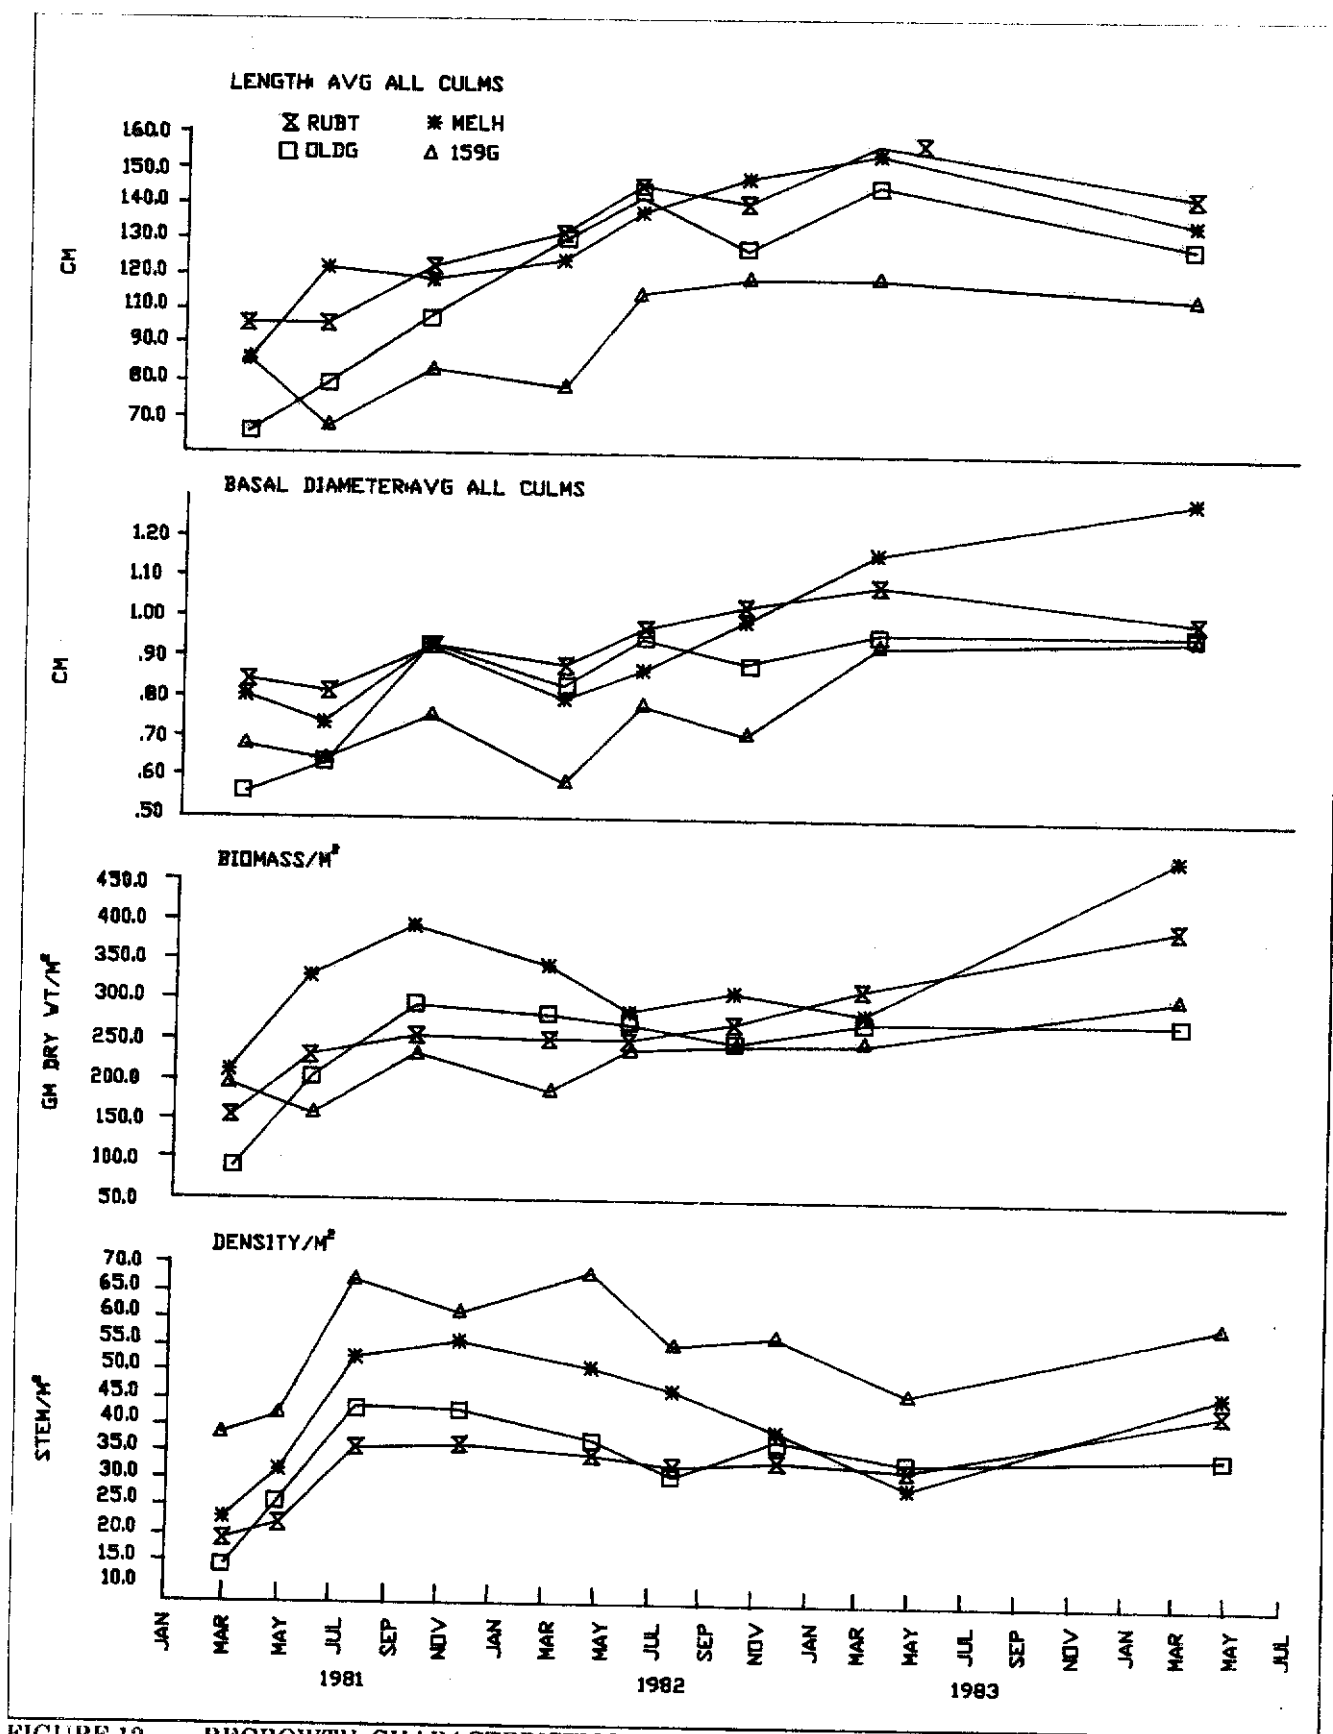 LENGTH: AVG ALL CULMS
RUBT
MELH
OLDG
159G
160.0
150.0
140.0
130.0
120.0
110.0
90.0
80.0
70.0
CM
BASAL DIAMETER:AVG ALL CULMS
1.20
1.10
1.00
.90
.80
.70
.60
.50
CM
BIOMASS/M²
450.0
400.0
350.0
300.0
250.0
200.0
150.0
100.0
50.0
GM DRY WT/M²
DENSITY/M²
70.0
65.0
60.0
55.0
50.0
45.0
40.0
35.0
30.0
25.0
20.0
15.0
10.0
STEM/M²
JAN MAR MAY JUL SEP NOV JAN MAR MAY JUL SEP NOV JAN MAR MAY JUL SEP NOV JAN MAR MAY JUL
1981 1982 1983